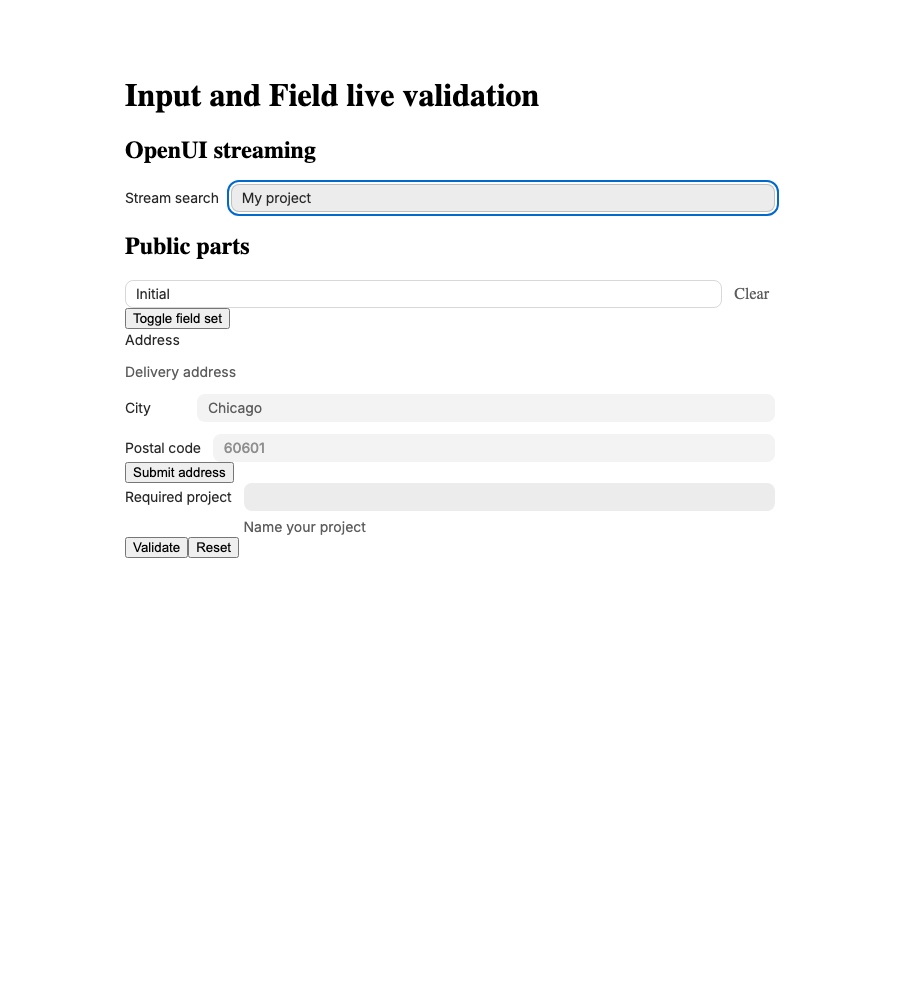 Input and Field live validation
OpenUI streaming
Stream search My project
Public parts
Initial Clear
Toggle field set
Address
Delivery address
City Chicago
Postal code 60601
Submit address
Required project
Name your project
Validate Reset